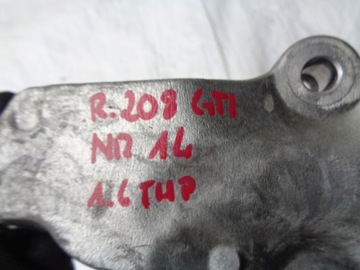 R. 208 GTI
NR 14
1.6 THP